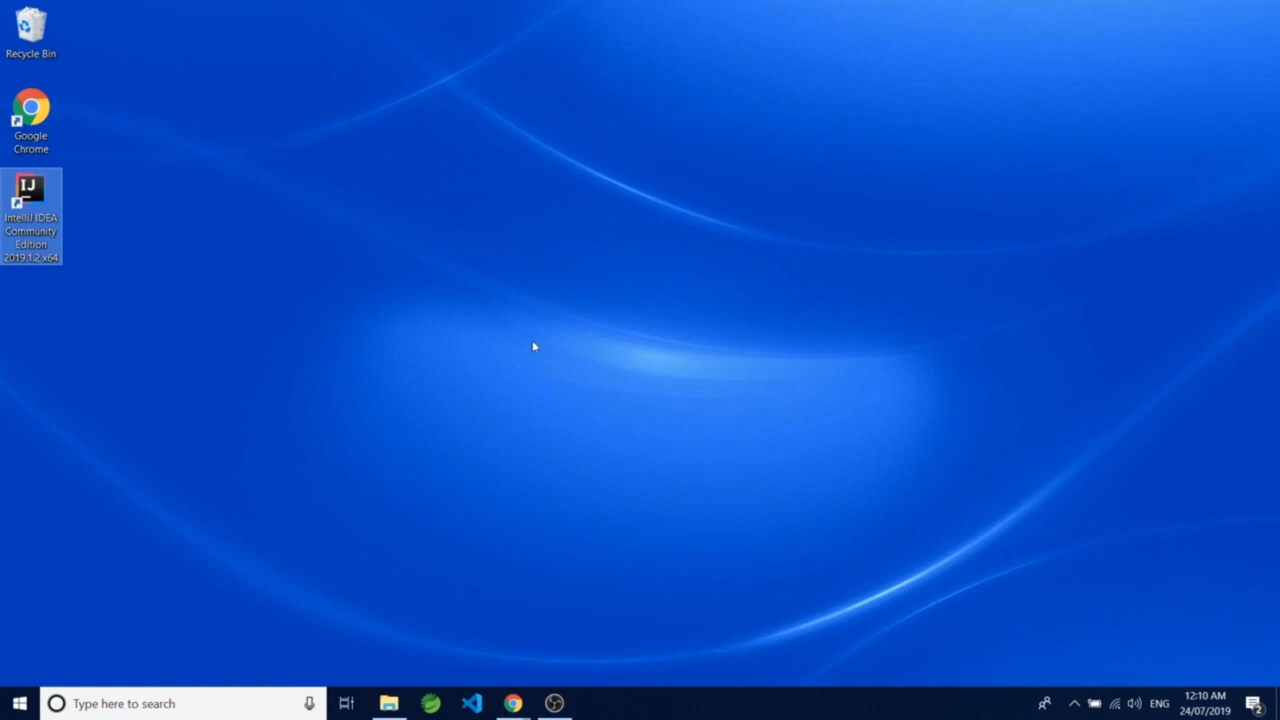 Recycle Bin
Google
Chrome
IJ
IntelliJ IDEA
Community
Edition
2019.1.2 x64
Type here to search
ENG
12:10 AM
24/07/2019
2